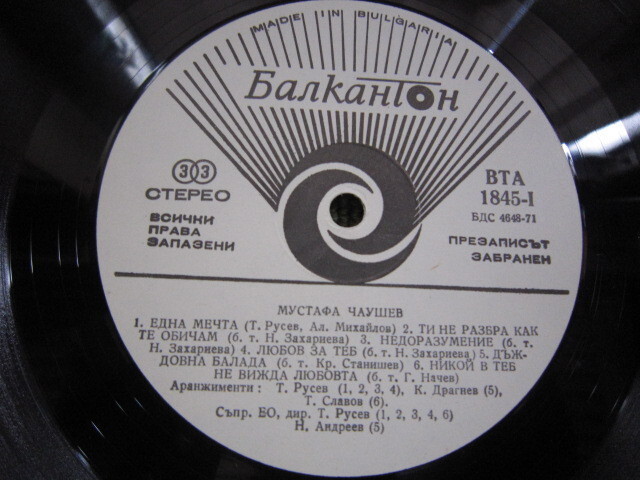 MADE IN BULGARIA
Балкантон
33
СТЕРЕО
ВСИЧКИ
ПРАВА
ЗАПАЗЕНИ
ВТА
1845-I
БДС 4648-71
ПРЕЗАПИСЪТ
ЗАБРАНЕН
МУСТАФА ЧАУШЕВ
1. ЕДНА МЕЧТА (Т. Русев, Ал. Михайлов) 2. ТИ НЕ РАЗБРА КАК
ТЕ ОБИЧАМ (б. т. Н. Захариева) 3. НЕДОРАЗУМЕНИЕ (б. т.
Н. Захариева) 4. ЛЮБОВ ЗА ТЕБ (б. т. Н. Захариева) 5. ДЪЖ-
ДОВНА БАЛАДА (б. т. Кр. Станишев) 6. НИКОЙ В ТЕБ
НЕ ВИЖДА ЛЮБОВТА (б. т. Г. Начев)
Аранжименти: Т. Русев (1, 2, 3, 4), К. Драгнев (5),
Т. Славов (6).
Съпр. БО, дир. Т. Русев (1, 2, 3, 4, 6)
Н. Андреев (5)